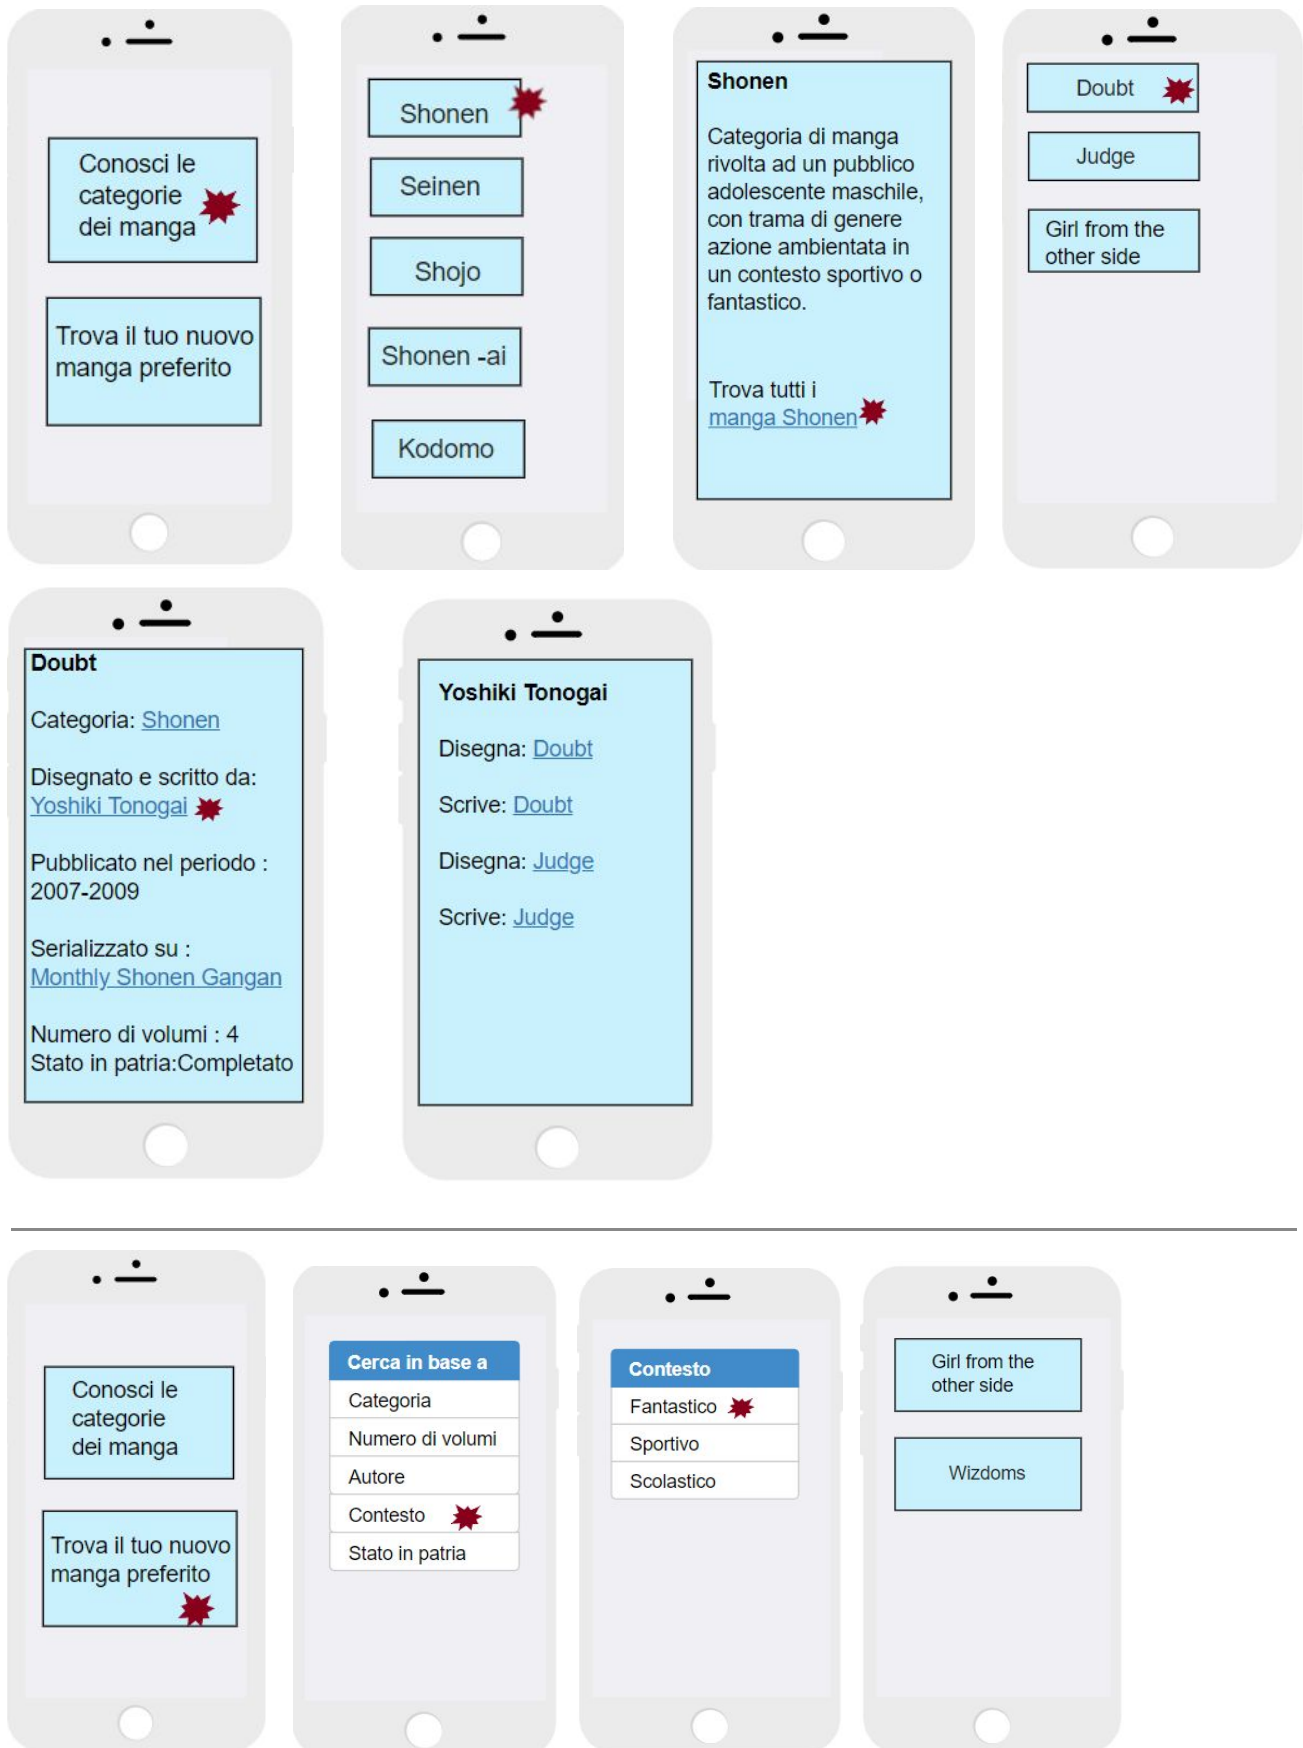 Conosci le
categorie
dei manga
Trova il tuo nuovo
manga preferito
Shonen
Seinen
Shojo
Shonen -ai
Kodomo
Shonen
Categoria di manga
rivolta ad un pubblico
adolescente maschile,
con trama di genere
azione ambientata in
un contesto sportivo o
fantastico.
Trova tutti i
manga Shonen
Doubt
Judge
Girl from the
other side
Doubt
Categoria: Shonen
Disegnato e scritto da:
Yoshiki Tonogai
Pubblicato nel periodo :
2007-2009
Serializzato su :
Monthly Shonen Gangan
Numero di volumi : 4
Stato in patria:Completato
Yoshiki Tonogai
Disegna: Doubt
Scrive: Doubt
Disegna: Judge
Scrive: Judge
Conosci le
categorie
dei manga
Trova il tuo nuovo
manga preferito
Cerca in base a
Categoria
Numero di volumi
Autore
Contesto
Stato in patria
Contesto
Fantastico
Sportivo
Scolastico
Girl from the
other side
Wizdoms